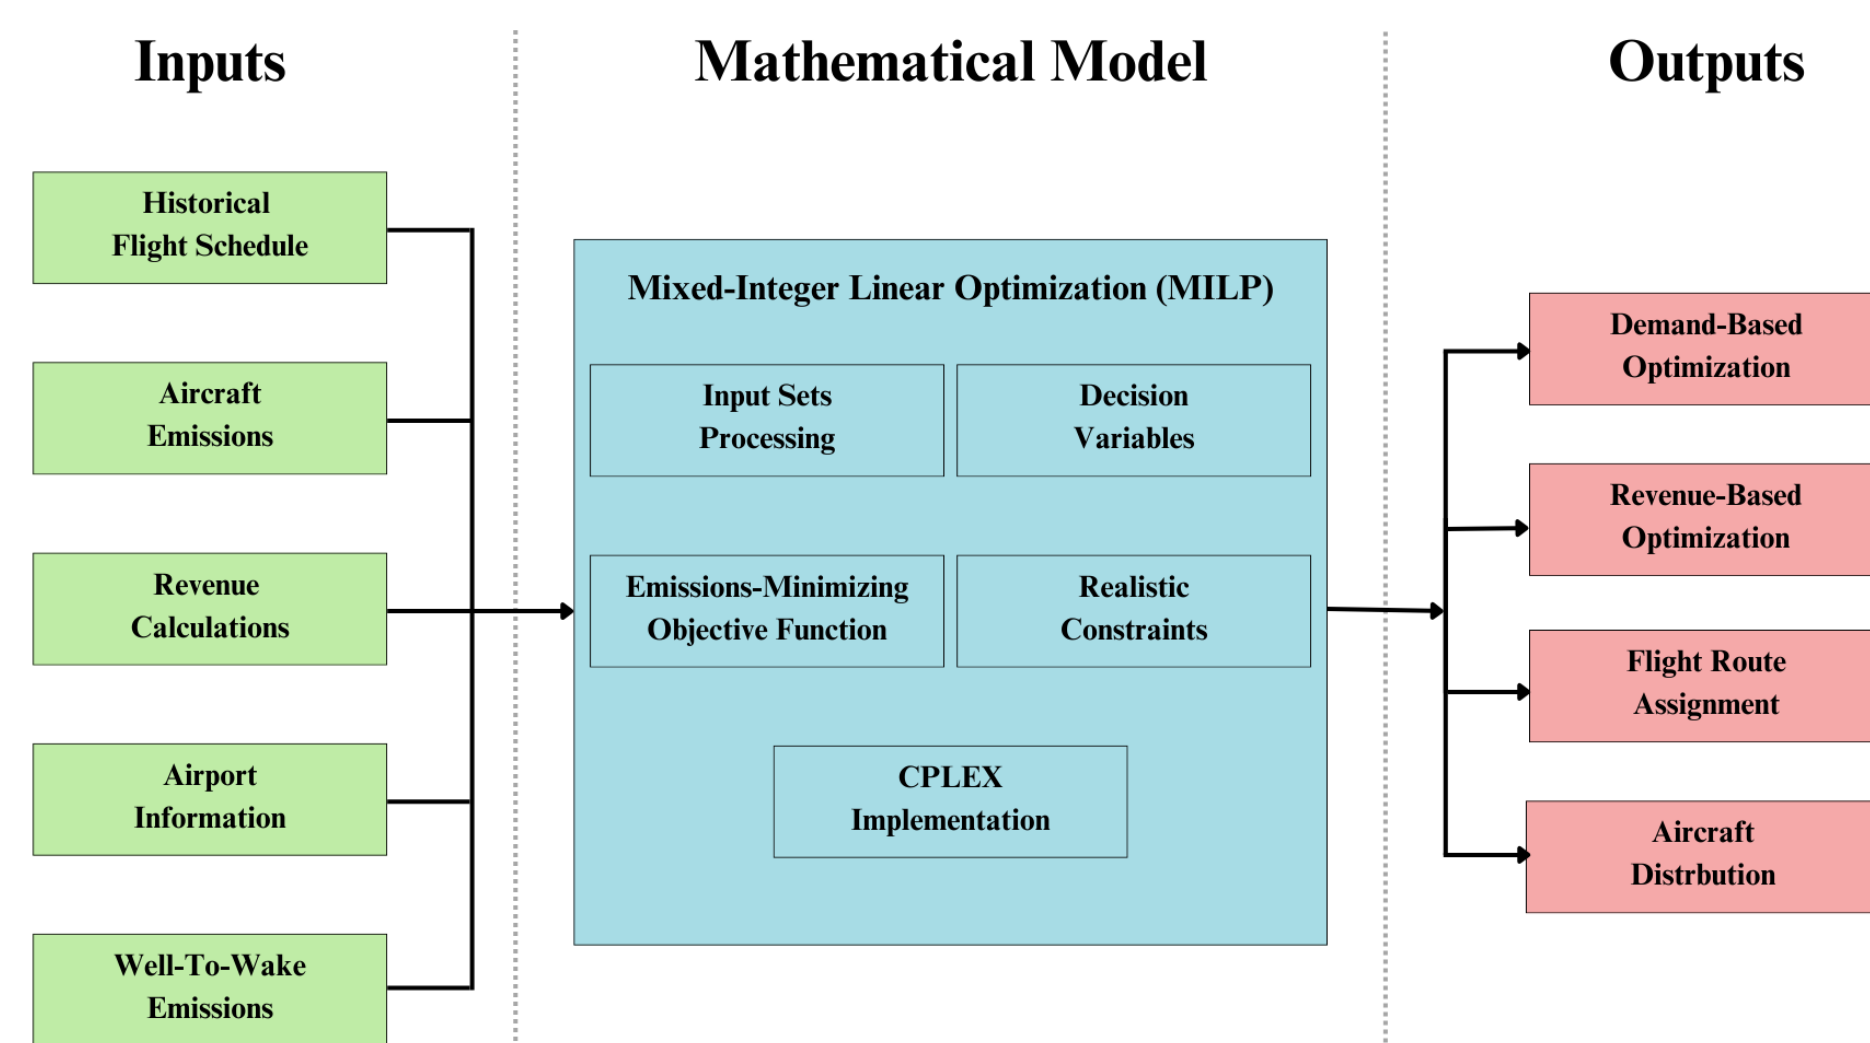 Inputs
Mathematical Model
Outputs
Historical
Flight Schedule
Aircraft
Emissions
Revenue
Calculations
Airport
Information
Well-To-Wake
Emissions
Mixed-Integer Linear Optimization (MILP)
Input Sets
Processing
Decision
Variables
Emissions-Minimizing
Objective Function
Realistic
Constraints
CPLEX
Implementation
Demand-Based
Optimization
Revenue-Based
Optimization
Flight Route
Assignment
Aircraft
Distrbution